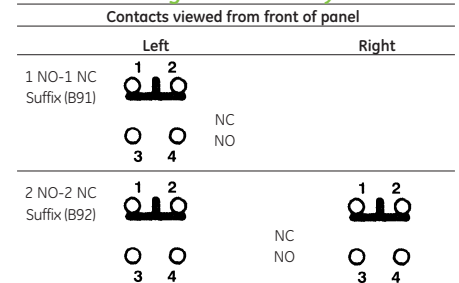 Contacts viewed from front of panel
Left Right
1 NO-1 NC
Suffix (B91)
1 2
NC
NO
3 4
2 NO-2 NC
Suffix (B92)
1 2 1 2
NC
NO
3 4 3 4